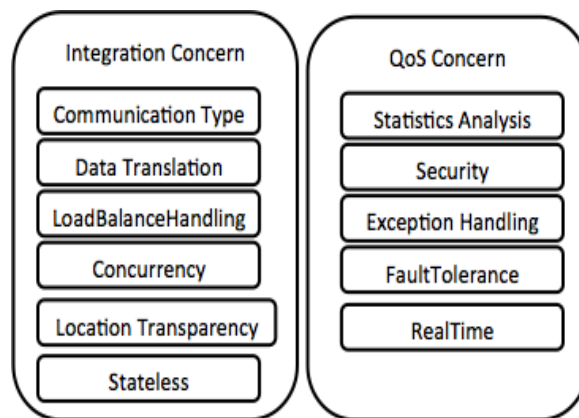 Integration Concern
Communication Type
Data Translation
LoadBalanceHandling
Concurrency
Location Transparency
Stateless
QoS Concern
Statistics Analysis
Security
Exception Handling
FaultTolerance
RealTime